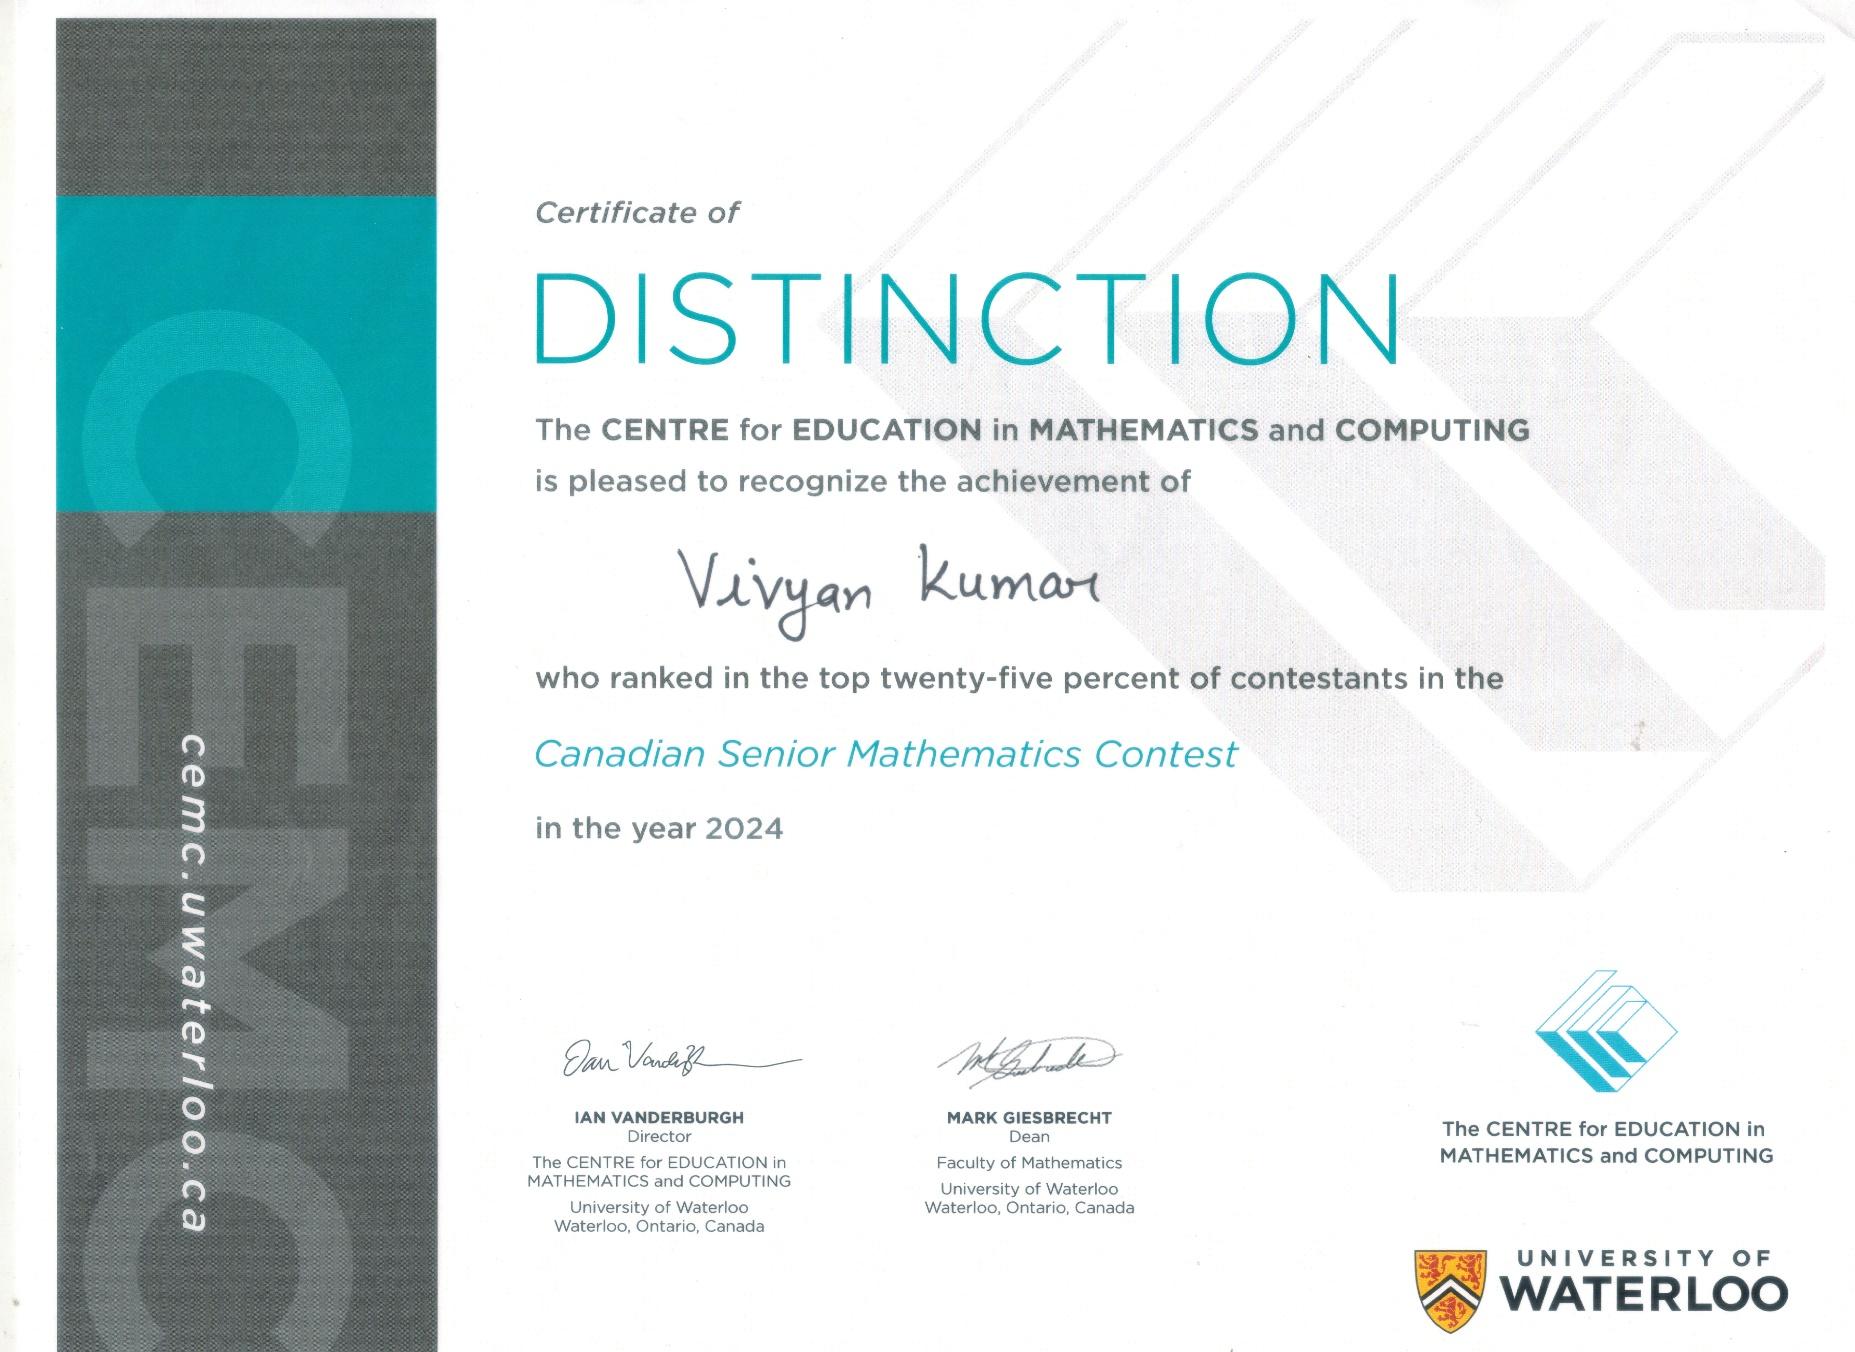 Certificate of
DISTINCTION
The CENTRE for EDUCATION in MATHEMATICS and COMPUTING
is pleased to recognize the achievement of
Vivyan Kumar
who ranked in the top twenty-five percent of contestants in the
Canadian Senior Mathematics Contest
in the year 2024
CEMC
cemc.uwaterloo.ca
IAN VANDERBURGH
Director
The CENTRE for EDUCATION in
MATHEMATICS and COMPUTING
University of Waterloo
Waterloo, Ontario, Canada
MARK GIESBRECHT
Dean
Faculty of Mathematics
University of Waterloo
Waterloo, Ontario, Canada
The CENTRE for EDUCATION in
MATHEMATICS and COMPUTING
UNIVERSITY OF
WATERLOO